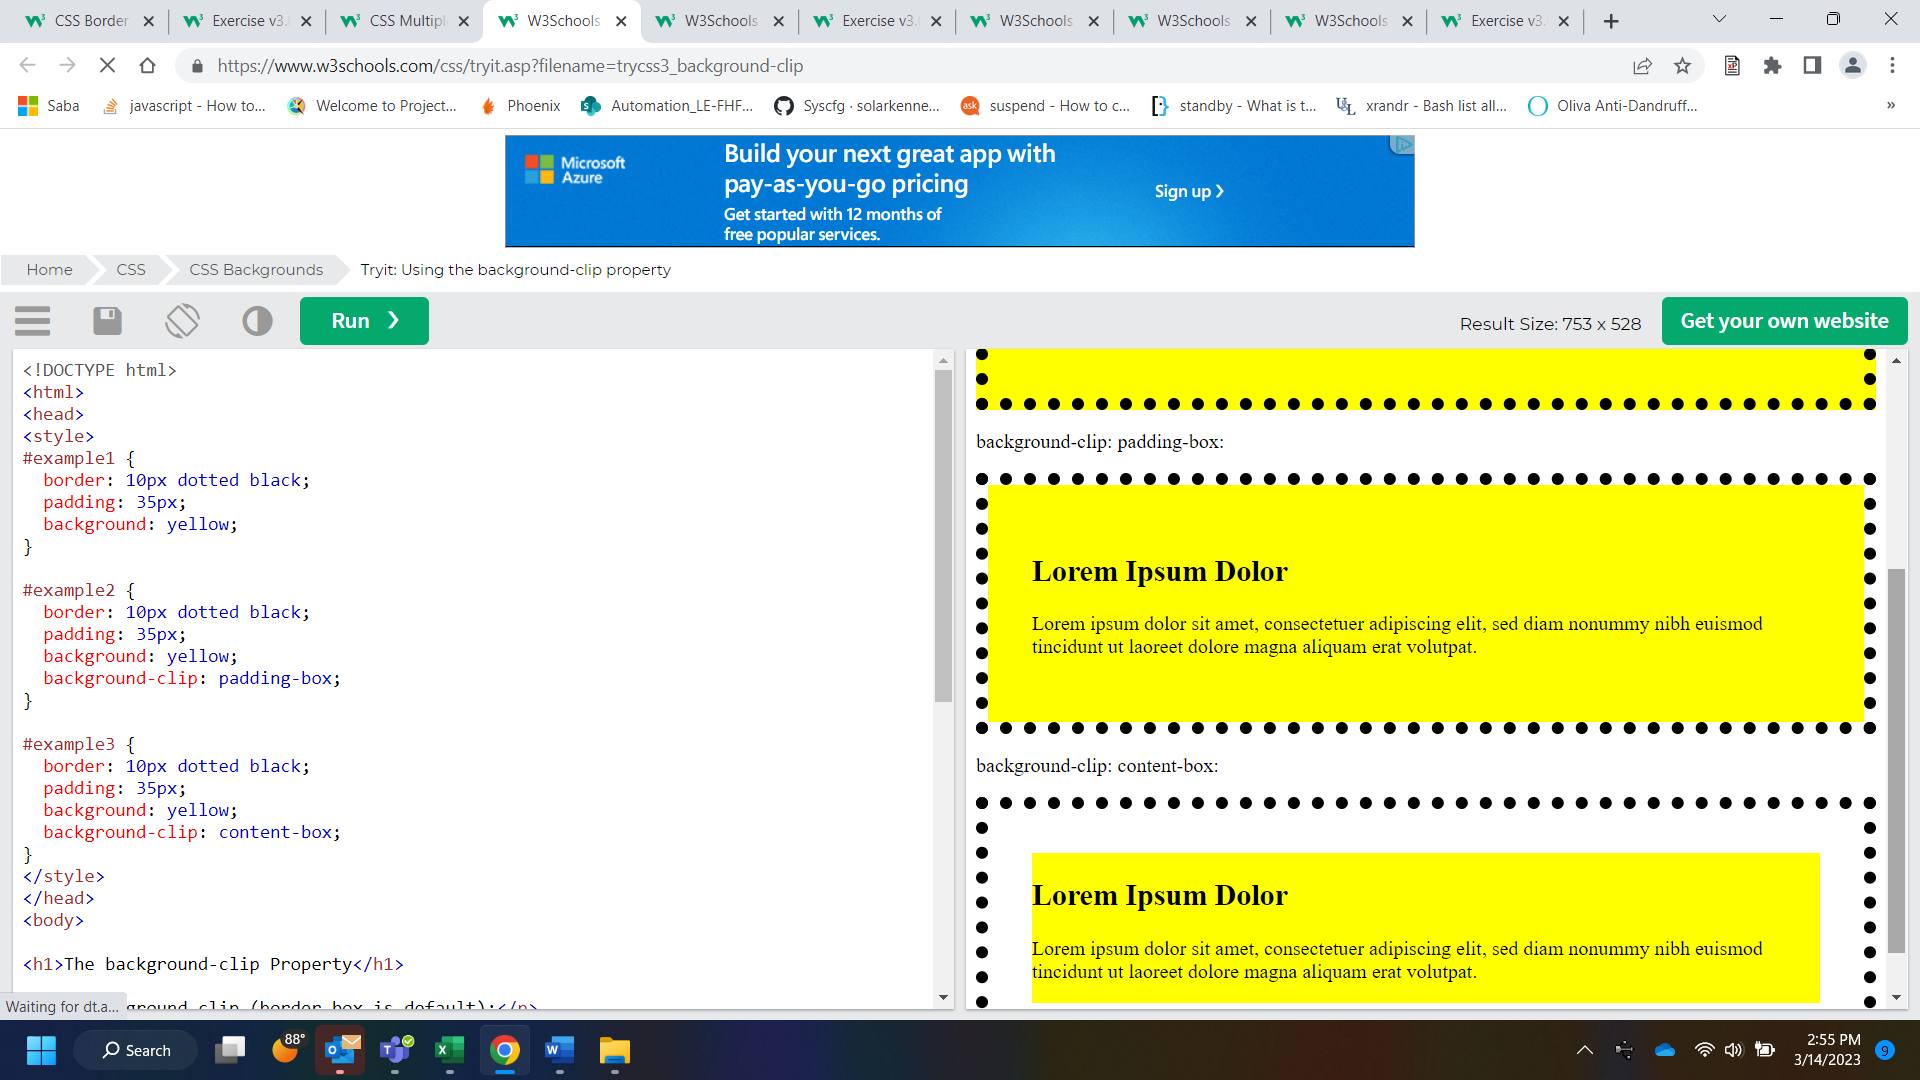 CSS Border
Exercise v3.
CSS Multipl
W3Schools
W3Schools
Exercise v3.
W3Schools
W3Schools
W3Schools
Exercise v3.
https://www.w3schools.com/css/tryit.asp?filename=trycss3_background-clip
Saba
javascript - How to...
Welcome to Project...
Phoenix
Automation_LE-FHF...
Syscfg · solarkenne...
ask
suspend - How to c...
standby - What is t...
xrandr - Bash list all...
Oliva Anti-Dandruff...
»
Microsoft
Azure
Build your next great app with
pay-as-you-go pricing
Get started with 12 months of
free popular services.
Sign up ❯
Home
CSS
CSS Backgrounds
Tryit: Using the background-clip property
Run ❯
Result Size: 753 x 528
Get your own website
<!DOCTYPE html>
<html>
<head>
<style>
#example1 {
  border: 10px dotted black;
  padding: 35px;
  background: yellow;
}
#example2 {
  border: 10px dotted black;
  padding: 35px;
  background: yellow;
  background-clip: padding-box;
}
#example3 {
  border: 10px dotted black;
  padding: 35px;
  background: yellow;
  background-clip: content-box;
}
</style>
</head>
<body>
<h1>The background-clip Property</h1>
ground-clip (border-box is default):</p>
Waiting for dt.a...
background-clip: padding-box:
Lorem Ipsum Dolor
Lorem ipsum dolor sit amet, consectetuer adipiscing elit, sed diam nonummy nibh euismod
tincidunt ut laoreet dolore magna aliquam erat volutpat.
background-clip: content-box:
Lorem Ipsum Dolor
Lorem ipsum dolor sit amet, consectetuer adipiscing elit, sed diam nonummy nibh euismod
tincidunt ut laoreet dolore magna aliquam erat volutpat.
Search
88°
2:55 PM
3/14/2023
9